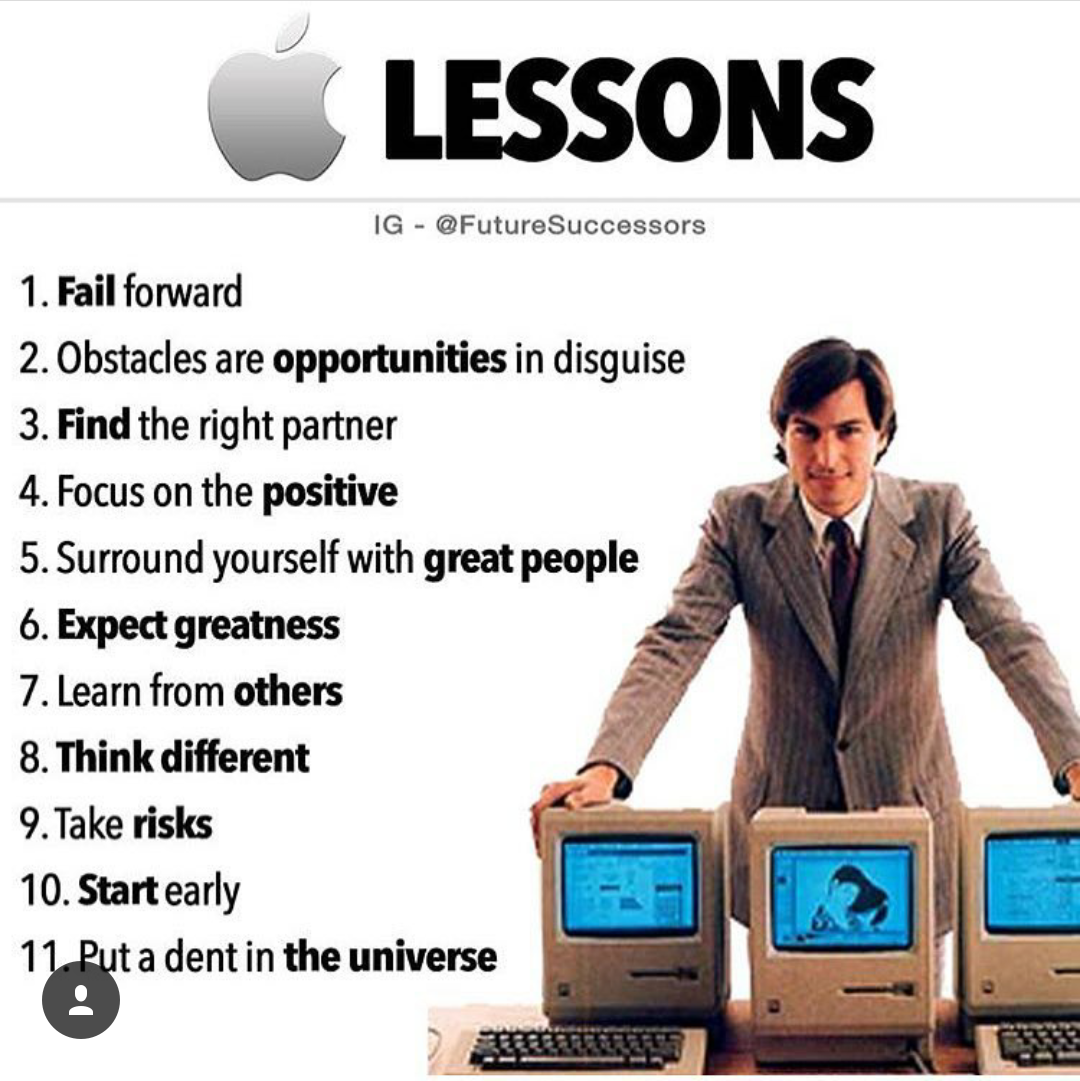 LESSONS
IG - @FutureSuccessors
1. Fail forward
2. Obstacles are opportunities in disguise
3. Find the right partner
4. Focus on the positive
5. Surround yourself with great people
6. Expect greatness
7. Learn from others
8. Think different
9. Take risks
10. Start early
11. Put a dent in the universe